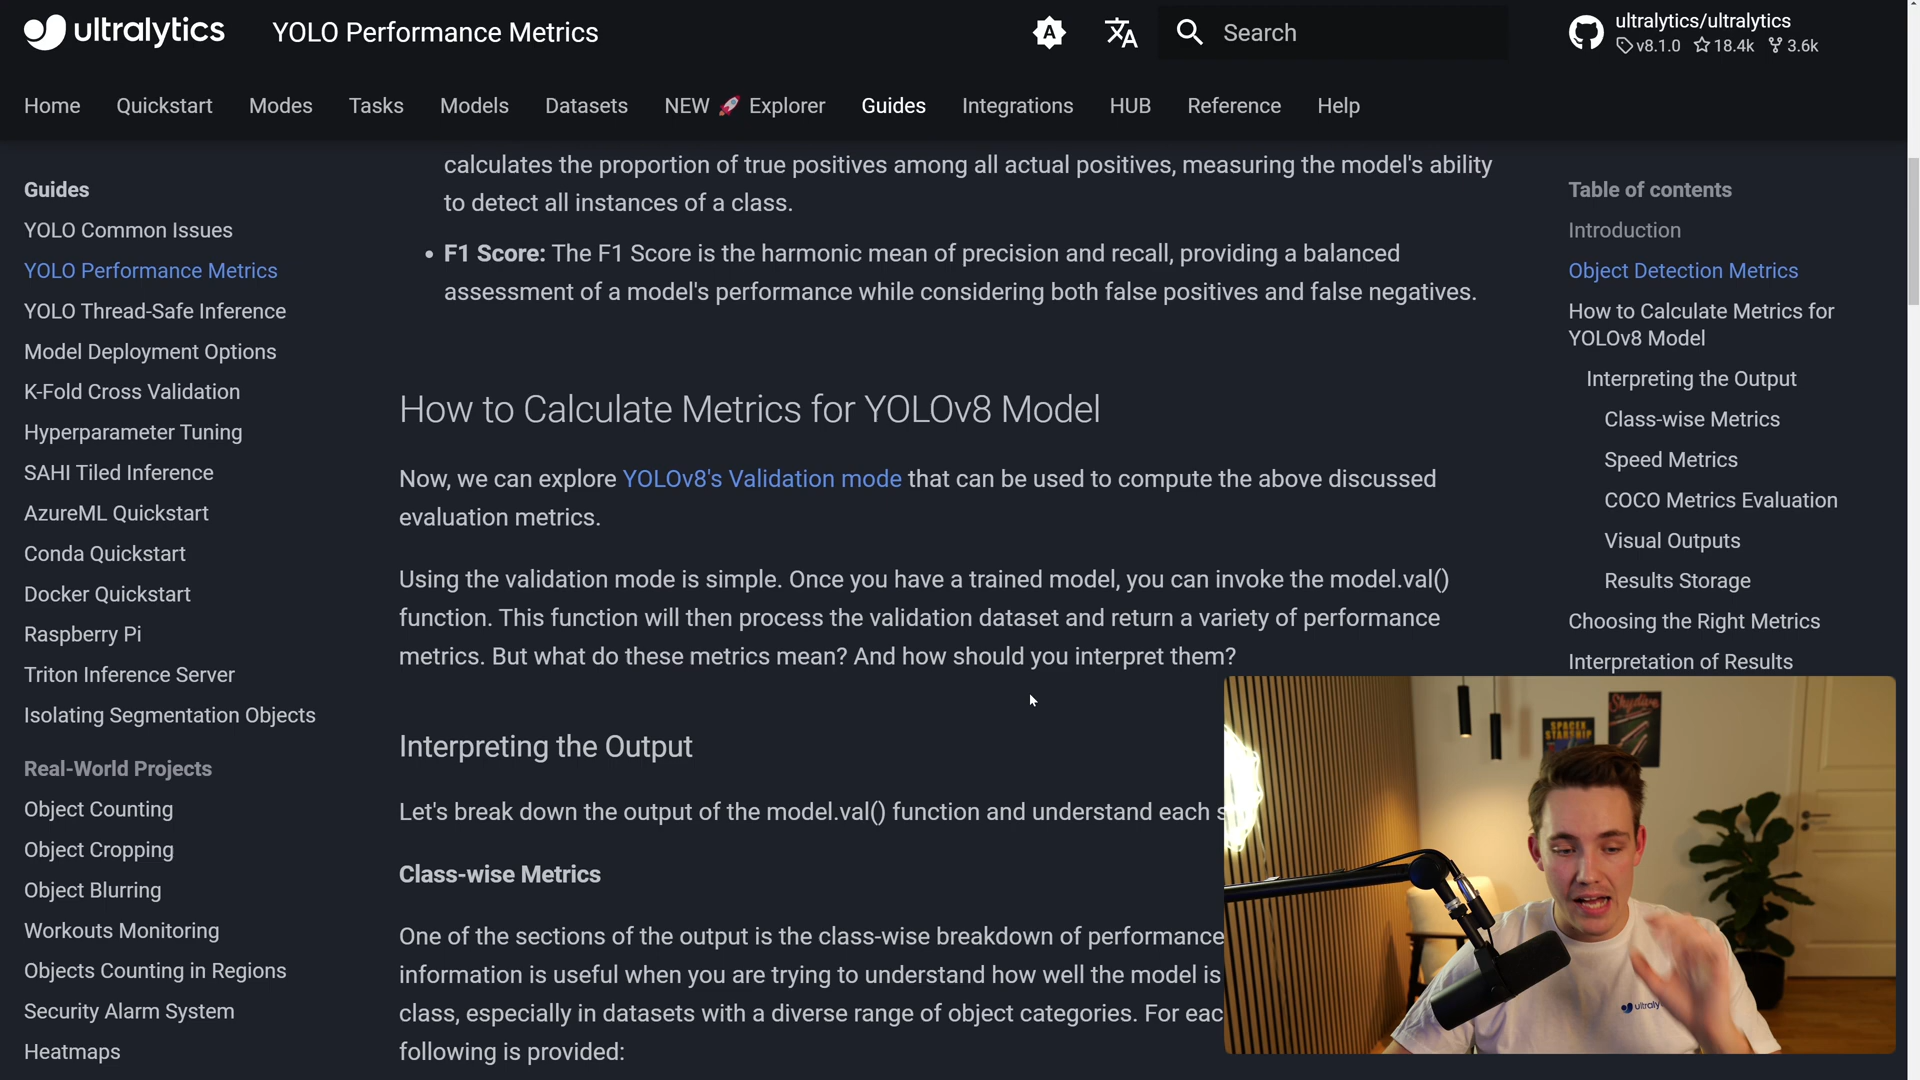 ultralytics
YOLO Performance Metrics
A
Search
ultralytics/ultralytics
v8.1.0 18.4k 3.6k
Home Quickstart Modes Tasks Models Datasets NEW 🚀 Explorer Guides Integrations HUB Reference Help
Guides
YOLO Common Issues
YOLO Performance Metrics
YOLO Thread-Safe Inference
Model Deployment Options
K-Fold Cross Validation
Hyperparameter Tuning
SAHI Tiled Inference
AzureML Quickstart
Conda Quickstart
Docker Quickstart
Raspberry Pi
Triton Inference Server
Isolating Segmentation Objects
Real-World Projects
Object Counting
Object Cropping
Object Blurring
Workouts Monitoring
Objects Counting in Regions
Security Alarm System
Heatmaps
calculates the proportion of true positives among all actual positives, measuring the model's ability
to detect all instances of a class.
• F1 Score: The F1 Score is the harmonic mean of precision and recall, providing a balanced
assessment of a model's performance while considering both false positives and false negatives.
How to Calculate Metrics for YOLOv8 Model
Now, we can explore YOLOv8's Validation mode that can be used to compute the above discussed
evaluation metrics.
Using the validation mode is simple. Once you have a trained model, you can invoke the model.val()
function. This function will then process the validation dataset and return a variety of performance
metrics. But what do these metrics mean? And how should you interpret them?
Interpreting the Output
Let's break down the output of the model.val() function and understand each s
Class-wise Metrics
One of the sections of the output is the class-wise breakdown of performance
information is useful when you are trying to understand how well the model is
class, especially in datasets with a diverse range of object categories. For eac
following is provided:
Table of contents
Introduction
Object Detection Metrics
How to Calculate Metrics for
YOLOv8 Model
Interpreting the Output
Class-wise Metrics
Speed Metrics
COCO Metrics Evaluation
Visual Outputs
Results Storage
Choosing the Right Metrics
Interpretation of Results
Skydive
SPACEX
STARSHIP
ultraly